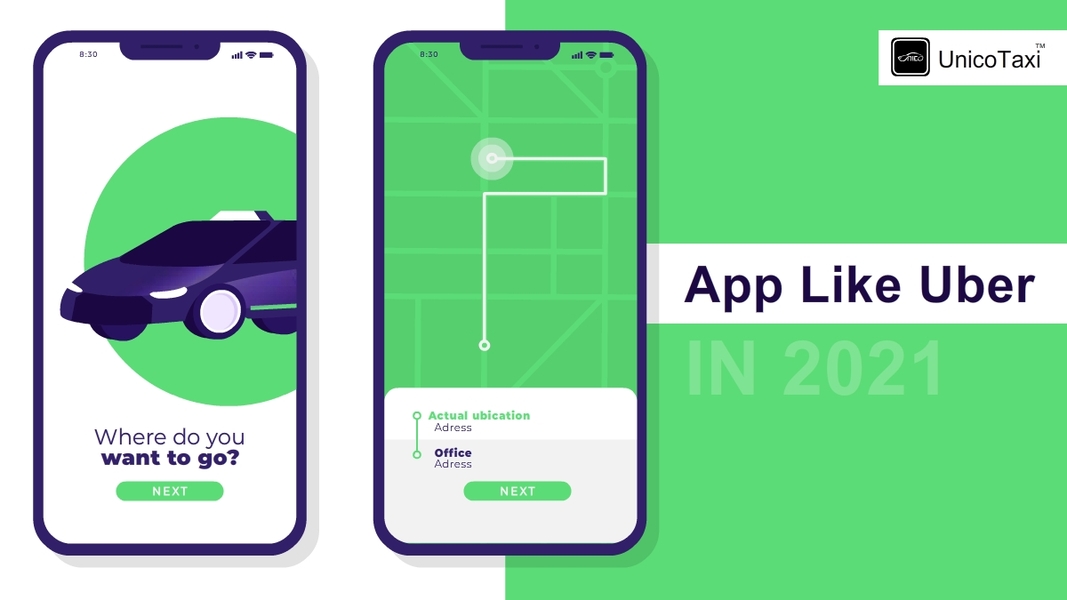 8:30
Where do you
want to go?
NEXT
8:30
Actual ubication
Adress
Office
Adress
NEXT
UNICO
UnicoTaxi™
App Like Uber
IN 2021